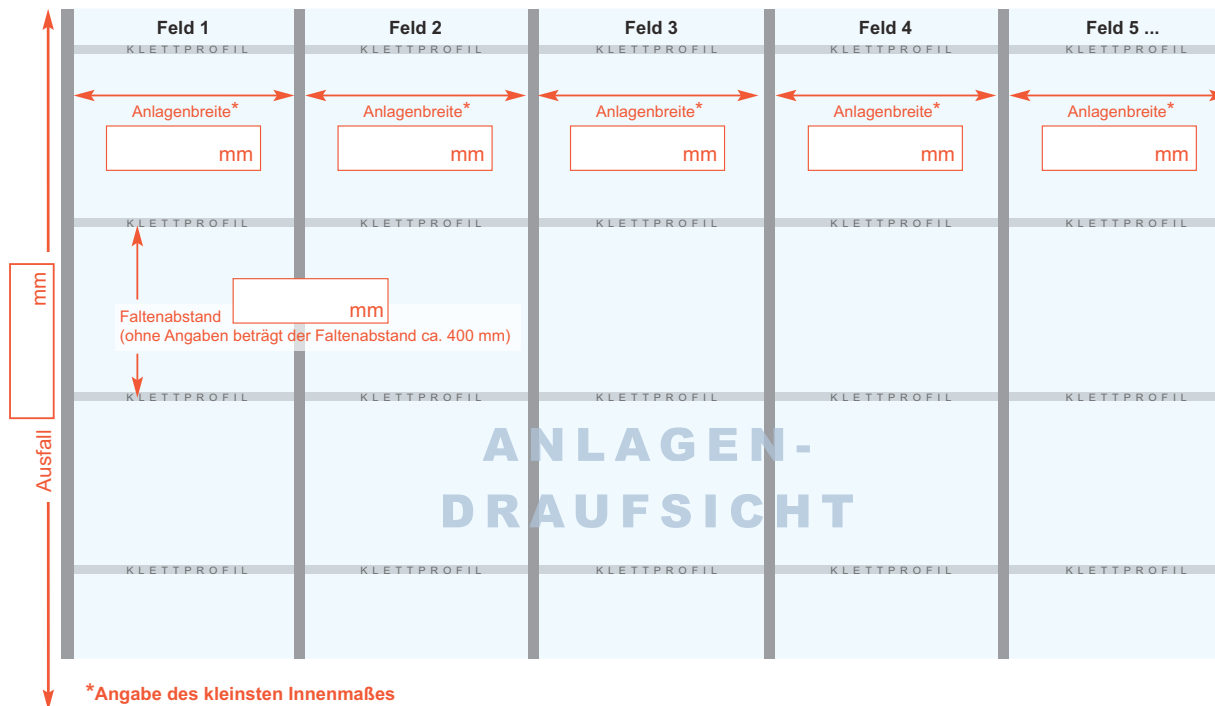 Feld 1 Feld 2 Feld 3 Feld 4 Feld 5 ...
KLETTPROFIL KLETTPROFIL KLETTPROFIL KLETTPROFIL KLETTPROFIL
Anlagenbreite* Anlagenbreite* Anlagenbreite* Anlagenbreite* Anlagenbreite*
mm mm mm mm mm
KLETTPROFIL KLETTPROFIL KLETTPROFIL KLETTPROFIL KLETTPROFIL
mm
Ausfall
Faltenabstand mm
(ohne Angaben beträgt der Faltenabstand ca. 400 mm)
KLETTPROFIL KLETTPROFIL KLETTPROFIL KLETTPROFIL KLETTPROFIL
ANLAGEN-
DRAUFSICHT
KLETTPROFIL KLETTPROFIL KLETTPROFIL KLETTPROFIL KLETTPROFIL
*Angabe des kleinsten Innenmaßes